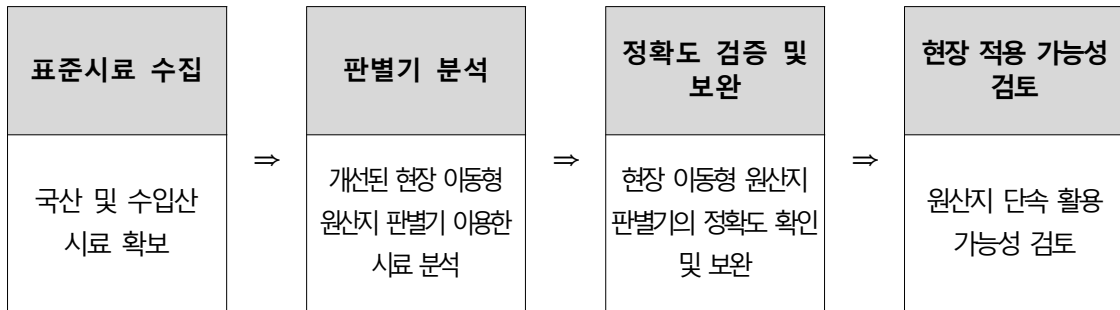 표준시료 수집
국산 및 수입산
시료 확보
⇒
판별기 분석
개선된 현장 이동형
원산지 판별기 이용한
시료 분석
⇒
정확도 검증 및
보완
현장 이동형 원산지
판별기의 정확도 확인
및 보완
⇒
현장 적용 가능성
검토
원산지 단속 활용
가능성 검토